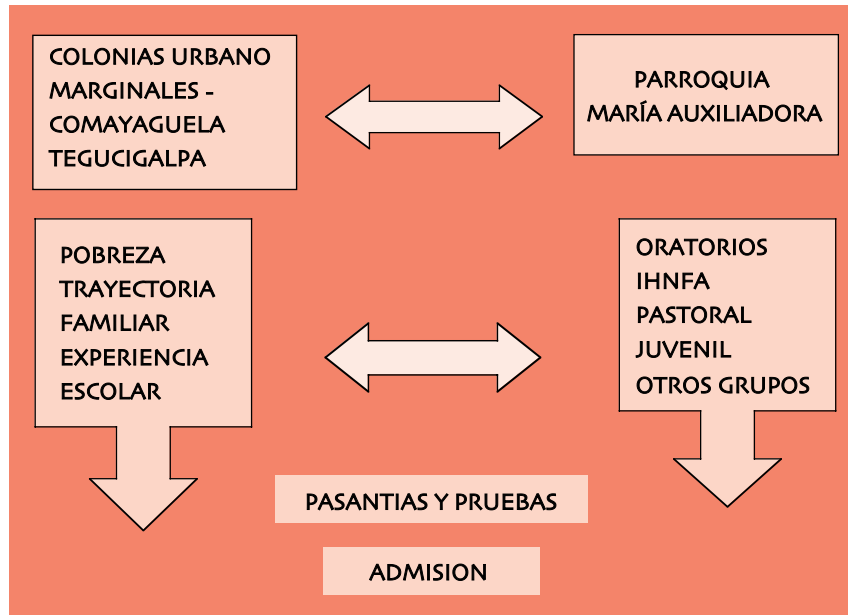 COLONIAS URBANO
MARGINALES -
COMAYAGUELA
TEGUCIGALPA
PARROQUIA
MARÍA AUXILIADORA
POBREZA
TRAYECTORIA
FAMILIAR
EXPERIENCIA
ESCOLAR
ORATORIOS
IHNFA
PASTORAL
JUVENIL
OTROS GRUPOS
PASANTIAS Y PRUEBAS
ADMISION